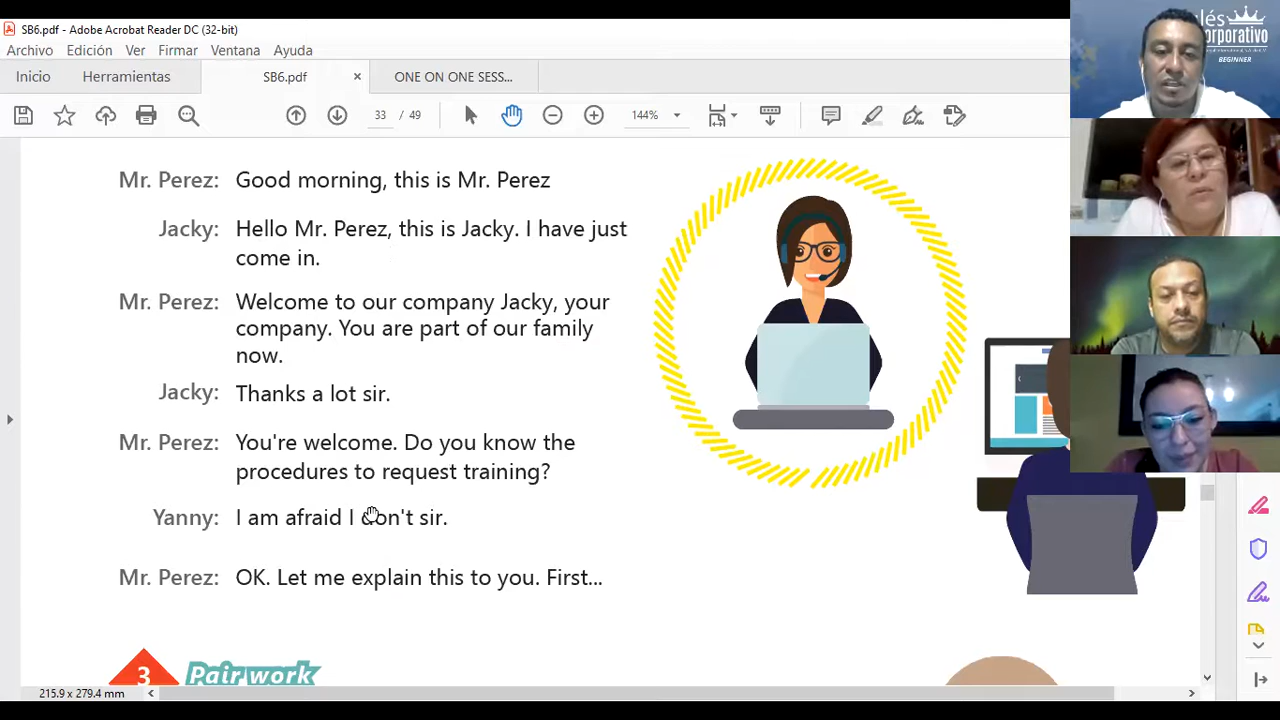 SB6.pdf - Adobe Acrobat Reader DC (32-bit)
Archivo Edición Ver Firmar Ventana Ayuda
Inicio Herramientas SB6.pdf × ONE ON ONE SESS...
33 / 49 144%
Mr. Perez: Good morning, this is Mr. Perez
Jacky: Hello Mr. Perez, this is Jacky. I have just
come in.
Mr. Perez: Welcome to our company Jacky, your
company. You are part of our family
now.
Jacky: Thanks a lot sir.
Mr. Perez: You're welcome. Do you know the
procedures to request training?
Yanny: I am afraid I don't sir.
Mr. Perez: OK. Let me explain this to you. First...
3 Pair work
215.9 x 279.4 mm
BEGINNER